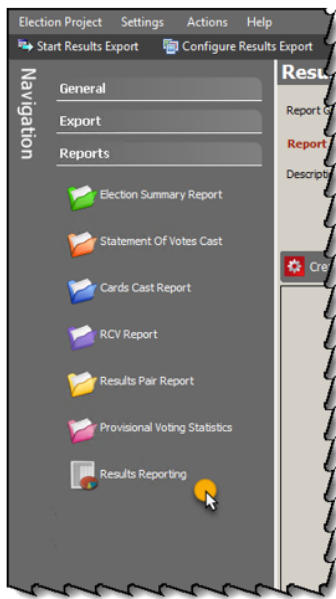 Election Project Settings Actions Help
Start Results Export Configure Results Export
Navigation
General
Export
Reports
Election Summary Report
Statement Of Votes Cast
Cards Cast Report
RCV Report
Results Pair Report
Provisional Voting Statistics
Results Reporting
Resu
Report G
Report
Descripti
Cre